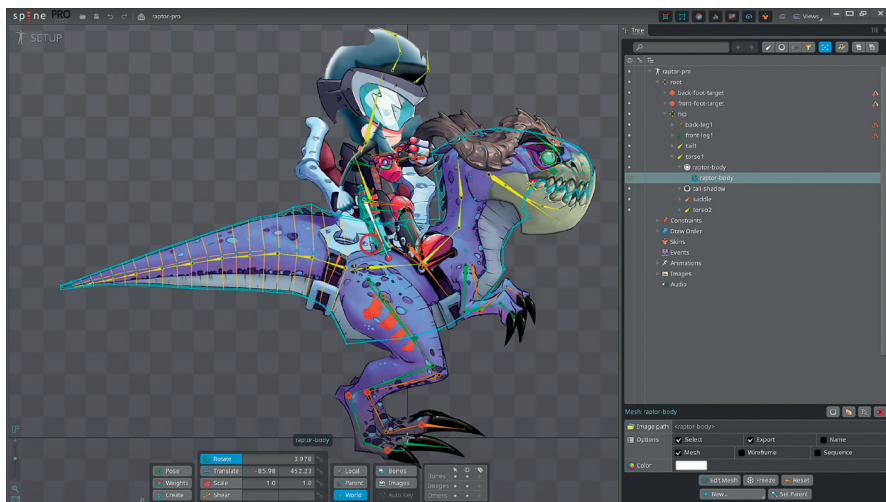 spine PRO
raptor-pro
Views
SETUP
Tree
raptor-pro
root
back-foot-target
front-foot-target
hip
back-leg1
front-leg1
tail1
torso1
raptor-body
raptor-body
tail-shadow
saddle
torso2
Constraints
Draw Order
Skins
Events
Animations
Images
Audio
raptor-body
Pose
Weights
Create
Rotate 3.978
Translate -85.98 452.23
Scale 1.0 1.0
Shear
Local
Parent
World
Bones
Images
Auto Key
Bones
Images
Others
Mesh: raptor-body
Image path <raptor-body>
Options Select Export Name
Mesh Wireframe Sequence
Color
Edit Mesh Freeze Reset
New... Set Parent